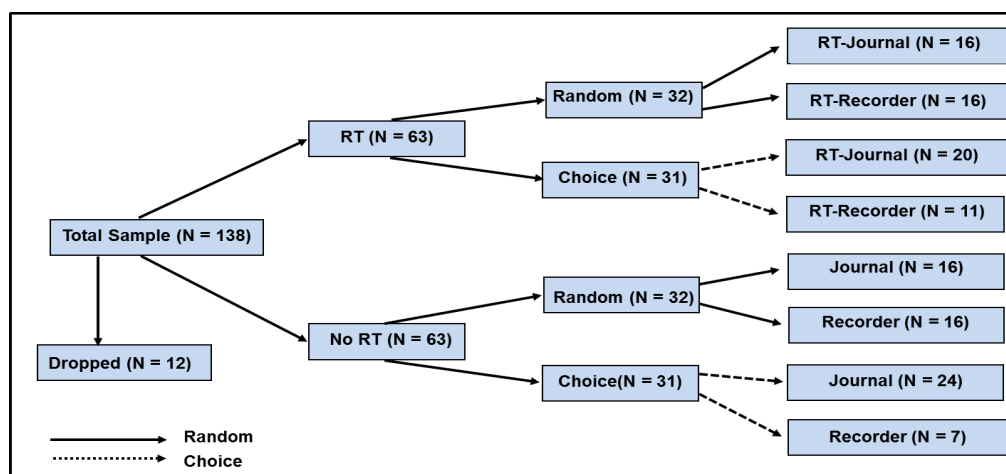 RT-Journal (N = 16)
Random (N = 32)
RT-Recorder (N = 16)
RT (N = 63)
RT-Journal (N = 20)
Choice (N = 31)
RT-Recorder (N = 11)
Total Sample (N = 138)
Journal (N = 16)
Random (N = 32)
Recorder (N = 16)
No RT (N = 63)
Dropped (N = 12)
Choice(N = 31)
Journal (N = 24)
Recorder (N = 7)
Random
Choice